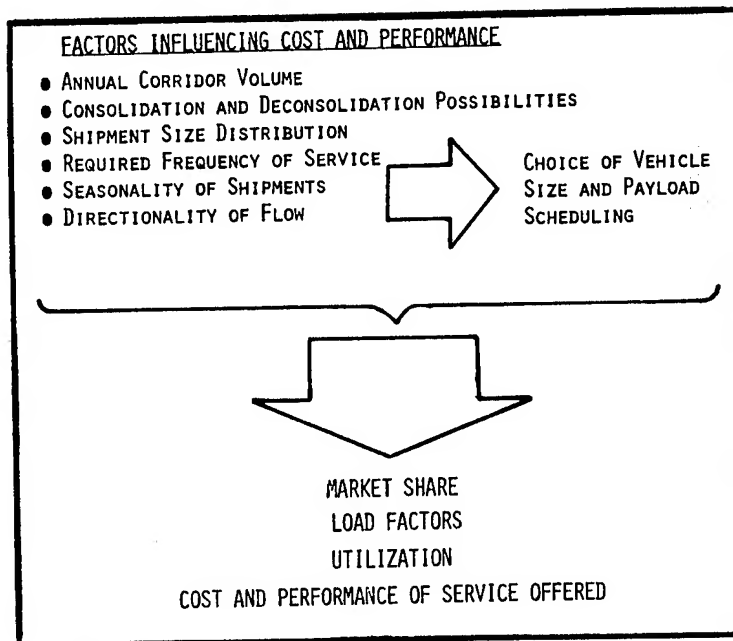 FACTORS INFLUENCING COST AND PERFORMANCE
• ANNUAL CORRIDOR VOLUME
• CONSOLIDATION AND DECONSOLIDATION POSSIBILITIES
• SHIPMENT SIZE DISTRIBUTION
• REQUIRED FREQUENCY OF SERVICE
• SEASONALITY OF SHIPMENTS
• DIRECTIONALITY OF FLOW
CHOICE OF VEHICLE
SIZE AND PAYLOAD
SCHEDULING
MARKET SHARE
LOAD FACTORS
UTILIZATION
COST AND PERFORMANCE OF SERVICE OFFERED